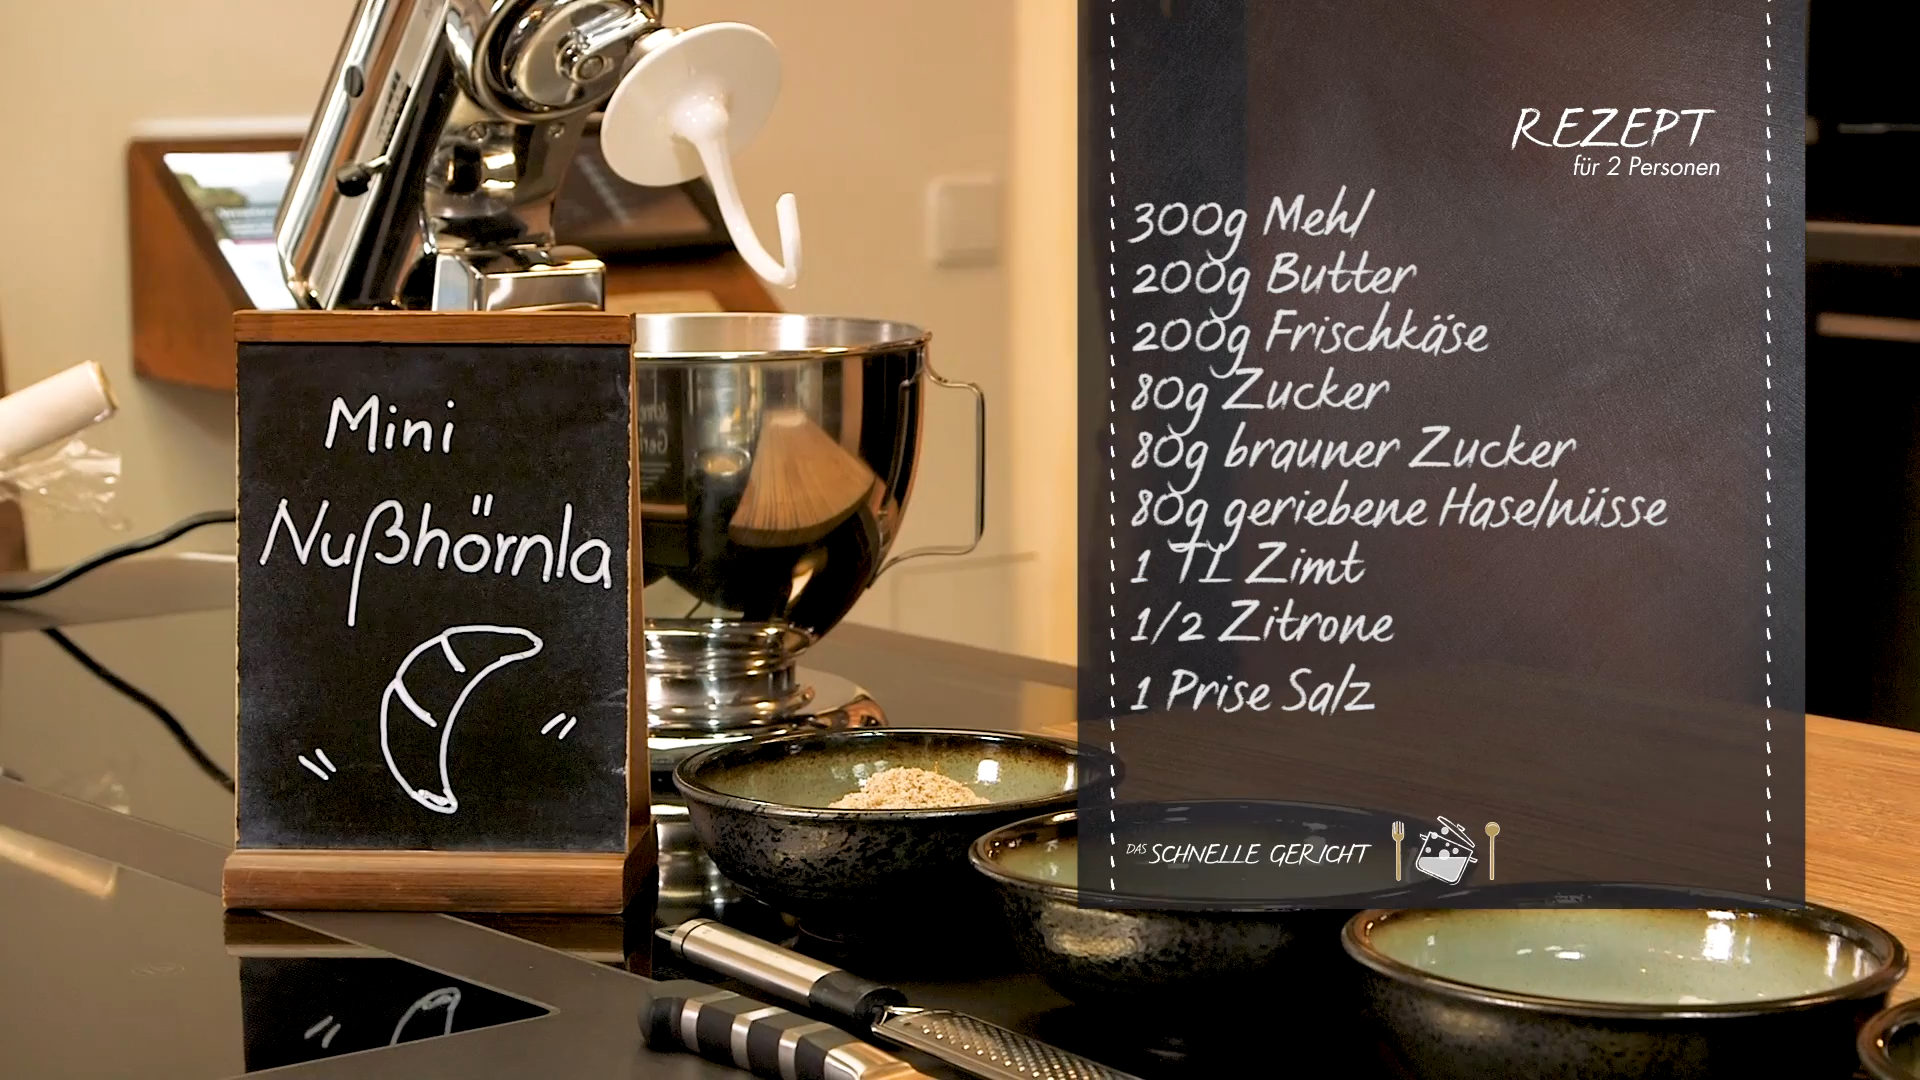 Mini
Nußhörnla
REZEPT
für 2 Personen
300g Mehl
200g Butter
200g Frischkäse
80g Zucker
80g brauner Zucker
80g geriebene Haselnüsse
1 TL Zimt
1/2 Zitrone
1 Prise Salz
DAS SCHNELLE GERICHT